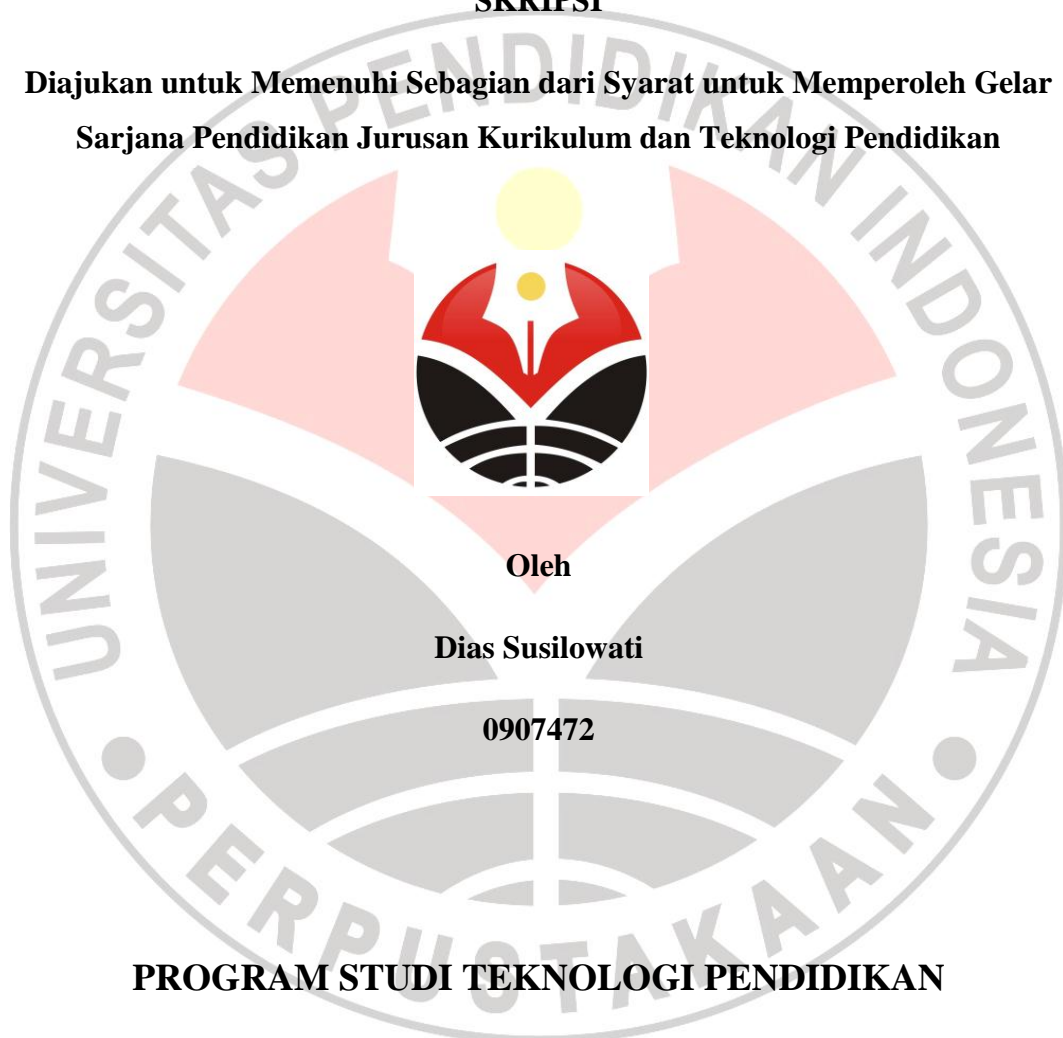 SKRIPSI
Diajukan untuk Memenuhi Sebagian dari Syarat untuk Memperoleh Gelar
Sarjana Pendidikan Jurusan Kurikulum dan Teknologi Pendidikan
UNIVERSITAS PENDIDIKAN INDONESIA
Oleh
Dias Susilowati
0907472
PERPUSTAKAAN
PROGRAM STUDI TEKNOLOGI PENDIDIKAN